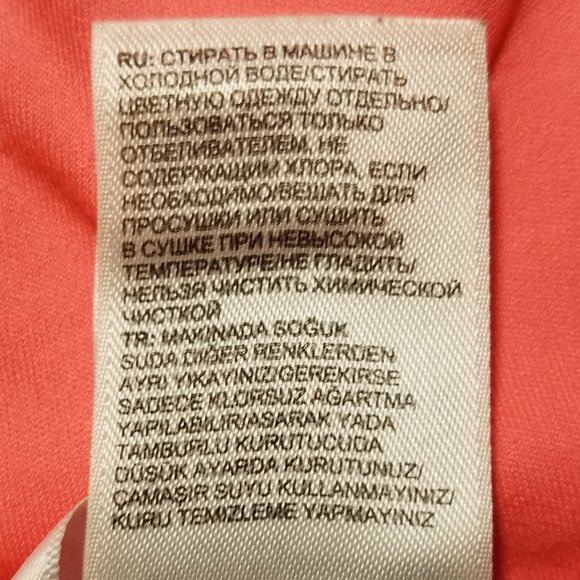 RU: СТИРАТЬ В МАШИНЕ В
ХОЛОДНОЙ ВОДЕ/СТИРАТЬ
ЦВЕТНУЮ ОДЕЖДУ ОТДЕЛЬНО/
ПОЛЬЗОВАТЬСЯ ТОЛЬКО
ОТБЕЛИВАТЕЛЕМ, НЕ
СОДЕРЖАЩИМ ХЛОРА, ЕСЛИ
НЕОБХОДИМО/ВЕШАТЬ ДЛЯ
ПРОСУШКИ ИЛИ СУШИТЬ
В СУШКЕ ПРИ НЕВЫСОКОЙ
ТЕМПЕРАТУРЕ/НЕ ГЛАДИТЬ/
НЕЛЬЗЯ ЧИСТИТЬ ХИМИЧЕСКОЙ
ЧИСТКОЙ
TR: MAKINADA SOĞUK
SUDA DIĞER RENKLERDEN
AYRI YIKAYINIZ/GEREKIRSE
SADECE KLORSUZ AĞARTMA
YAPILABILIR/ASARAK YADA
TAMBURLU KURUTUCUDA
DÜŞÜK AYARDA KURUTUNUZ/
ÇAMAŞIR SUYU KULLANMAYINIZ/
KURU TEMIZLEME YAPMAYINIZ